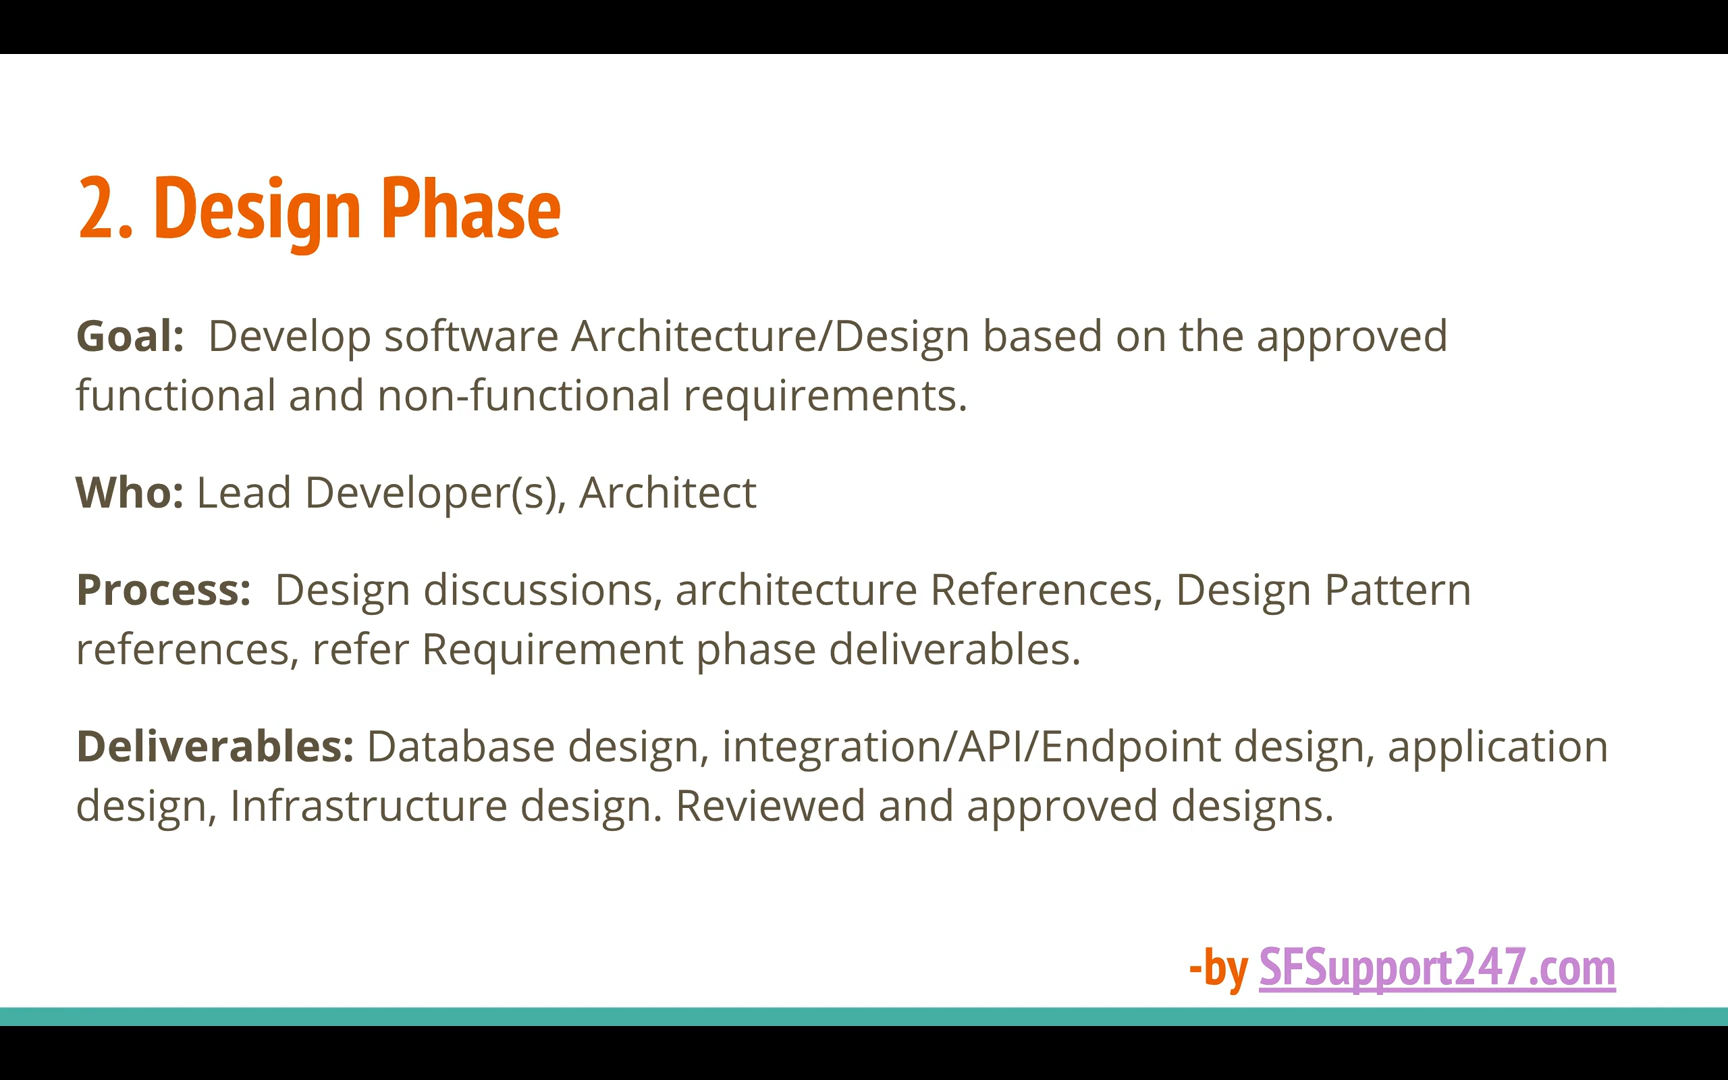 2. Design Phase
Goal:  Develop software Architecture/Design based on the approved
functional and non-functional requirements.
Who: Lead Developer(s), Architect
Process:  Design discussions, architecture References, Design Pattern
references, refer Requirement phase deliverables.
Deliverables: Database design, integration/API/Endpoint design, application
design, Infrastructure design. Reviewed and approved designs.
-by SFSupport247.com